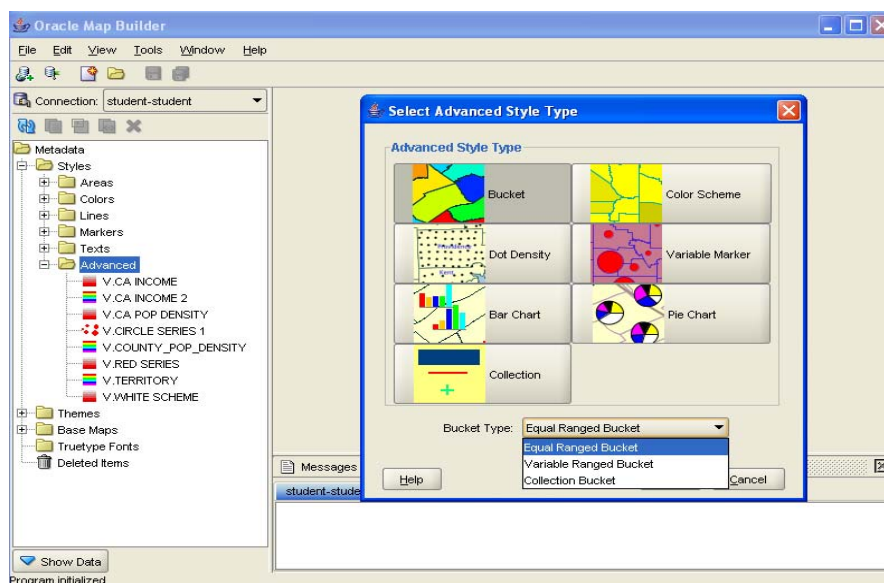 Oracle Map Builder
File Edit View Tools Window Help
Connection: student-student
Metadata
Styles
Areas
Colors
Lines
Markers
Texts
Advanced
V.CA INCOME
V.CA INCOME 2
V.CA POP DENSITY
V.CIRCLE SERIES 1
V.COUNTY_POP_DENSITY
V.RED SERIES
V.TERRITORY
V.WHITE SCHEME
Themes
Base Maps
Truetype Fonts
Deleted Items
Show Data
Program initialized
Select Advanced Style Type
Advanced Style Type
Bucket Color Scheme
Dot Density Variable Marker
Bar Chart Pie Chart
Collection
Bucket Type: Equal Ranged Bucket
Equal Ranged Bucket
Variable Ranged Bucket
Collection Bucket
Help Cancel
Messages
student-stude